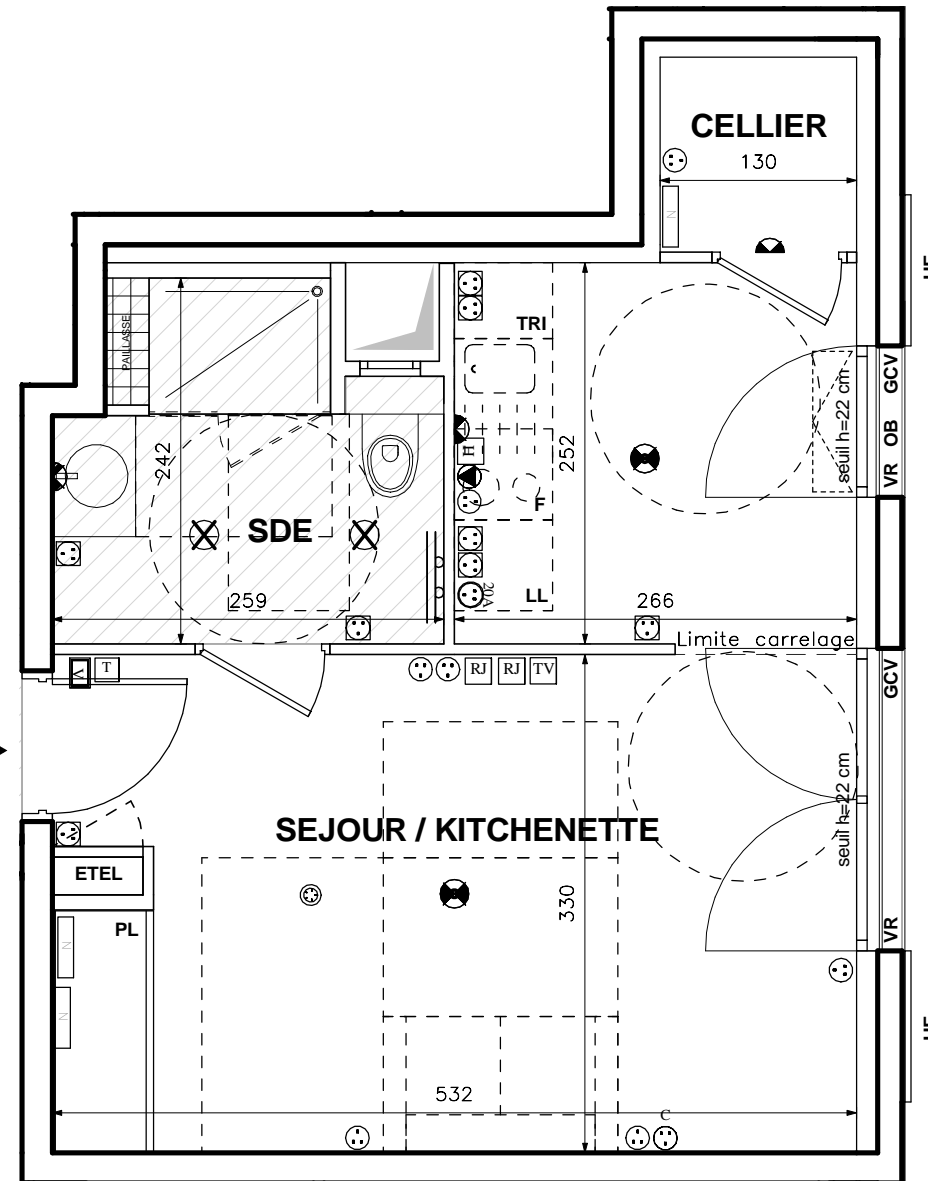 CELLIER
130
N
TRI
PAILLASSE
GCV
OB
VR
seuil h=22 cm
242
252
H
F
SDE
259
20A
LL
266
Limite carrelage
V
T
RJ
RJ
TV
GCV
seuil h=22 cm
SEJOUR / KITCHENETTE
ETEL
330
PL
VR
N
N
532
C